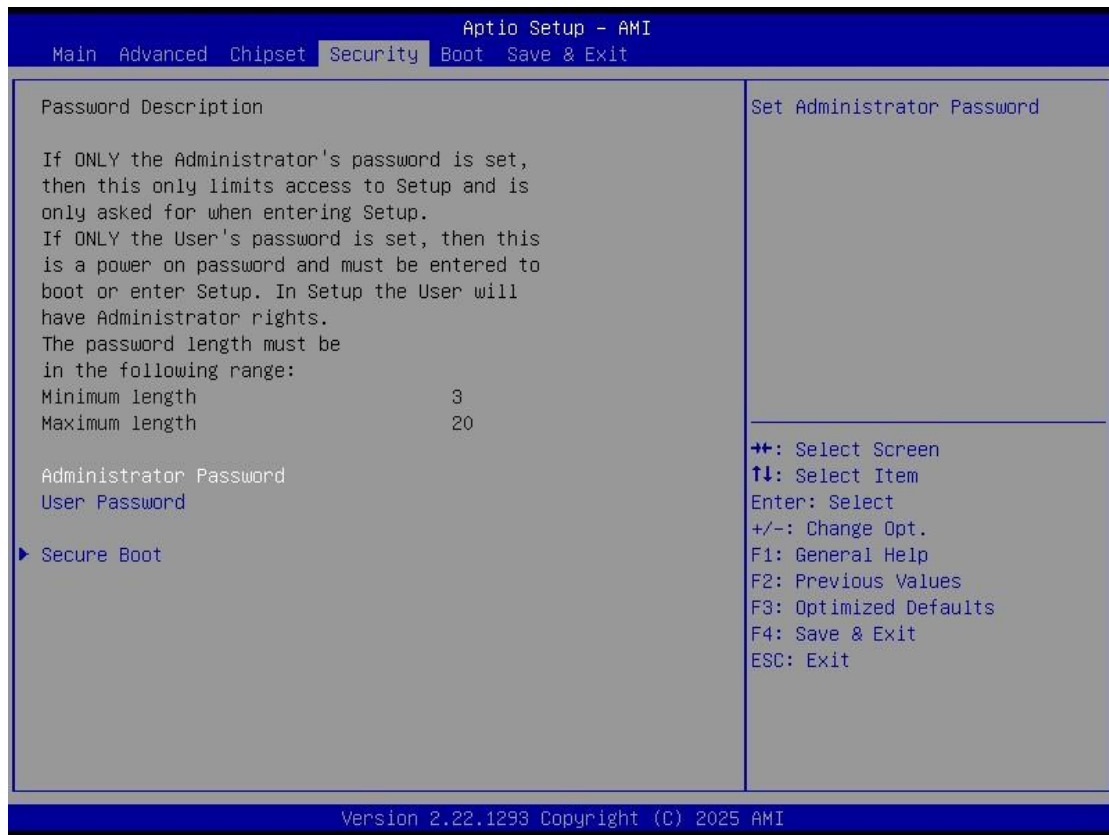 Aptio Setup – AMI
Main Advanced Chipset Security Boot Save & Exit
Password Description
If ONLY the Administrator's password is set,
then this only limits access to Setup and is
only asked for when entering Setup.
If ONLY the User's password is set, then this
is a power on password and must be entered to
boot or enter Setup. In Setup the User will
have Administrator rights.
The password length must be
in the following range:
Minimum length 3
Maximum length 20
Administrator Password
User Password
Secure Boot
Set Administrator Password
→←: Select Screen
↑↓: Select Item
Enter: Select
+/-: Change Opt.
F1: General Help
F2: Previous Values
F3: Optimized Defaults
F4: Save & Exit
ESC: Exit
Version 2.22.1293 Copyright (C) 2025 AMI